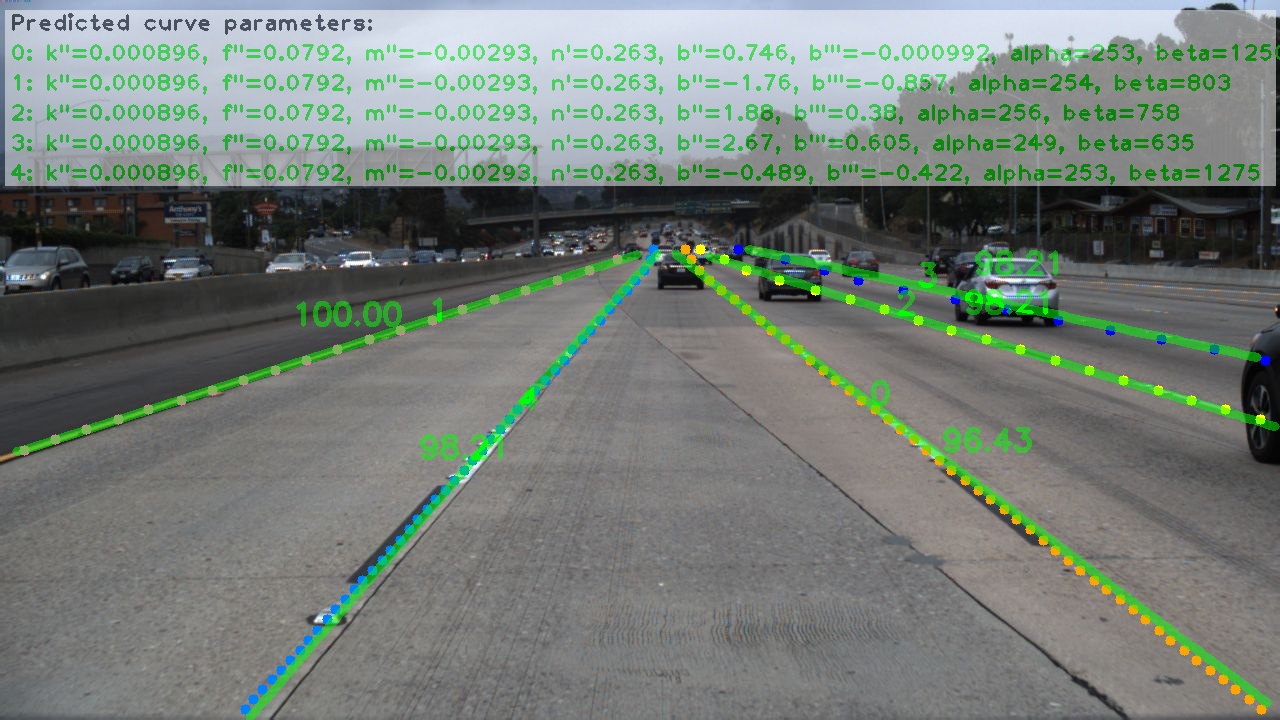 Predicted curve parameters:
0: k"=0.000896, f"=0.0792, m"=-0.00293, n'=0.263, b"=0.746, b'''=-0.000992, alpha=253, beta=1250
1: k"=0.000896, f"=0.0792, m"=-0.00293, n'=0.263, b"=-1.76, b'''=-0.857, alpha=254, beta=803
2: k"=0.000896, f"=0.0792, m"=-0.00293, n'=0.263, b"=1.88, b'''=0.38, alpha=256, beta=758
3: k"=0.000896, f"=0.0792, m"=-0.00293, n'=0.263, b"=2.67, b'''=0.605, alpha=249, beta=635
4: k"=0.000896, f"=0.0792, m"=-0.00293, n'=0.263, b"=-0.489, b'''=-0.422, alpha=253, beta=1275
Anthony's
3 98.21
100.00 1
2 98.21
0
98.21
96.43